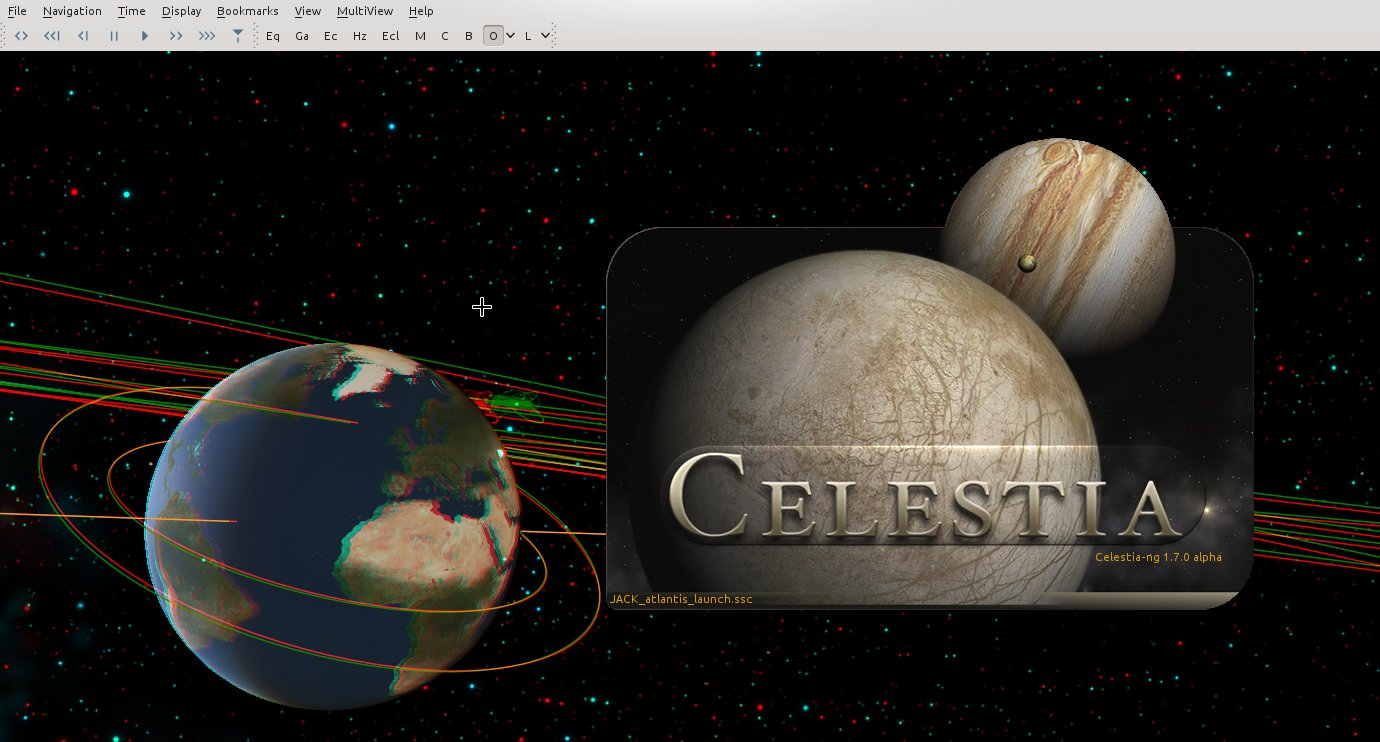 File Navigation Time Display Bookmarks View MultiView Help
Eq Ga Ec Hz Ecl M C B O L
CELESTIA
Celestia-ng 1.7.0 alpha
JACK_atlantis_launch.ssc